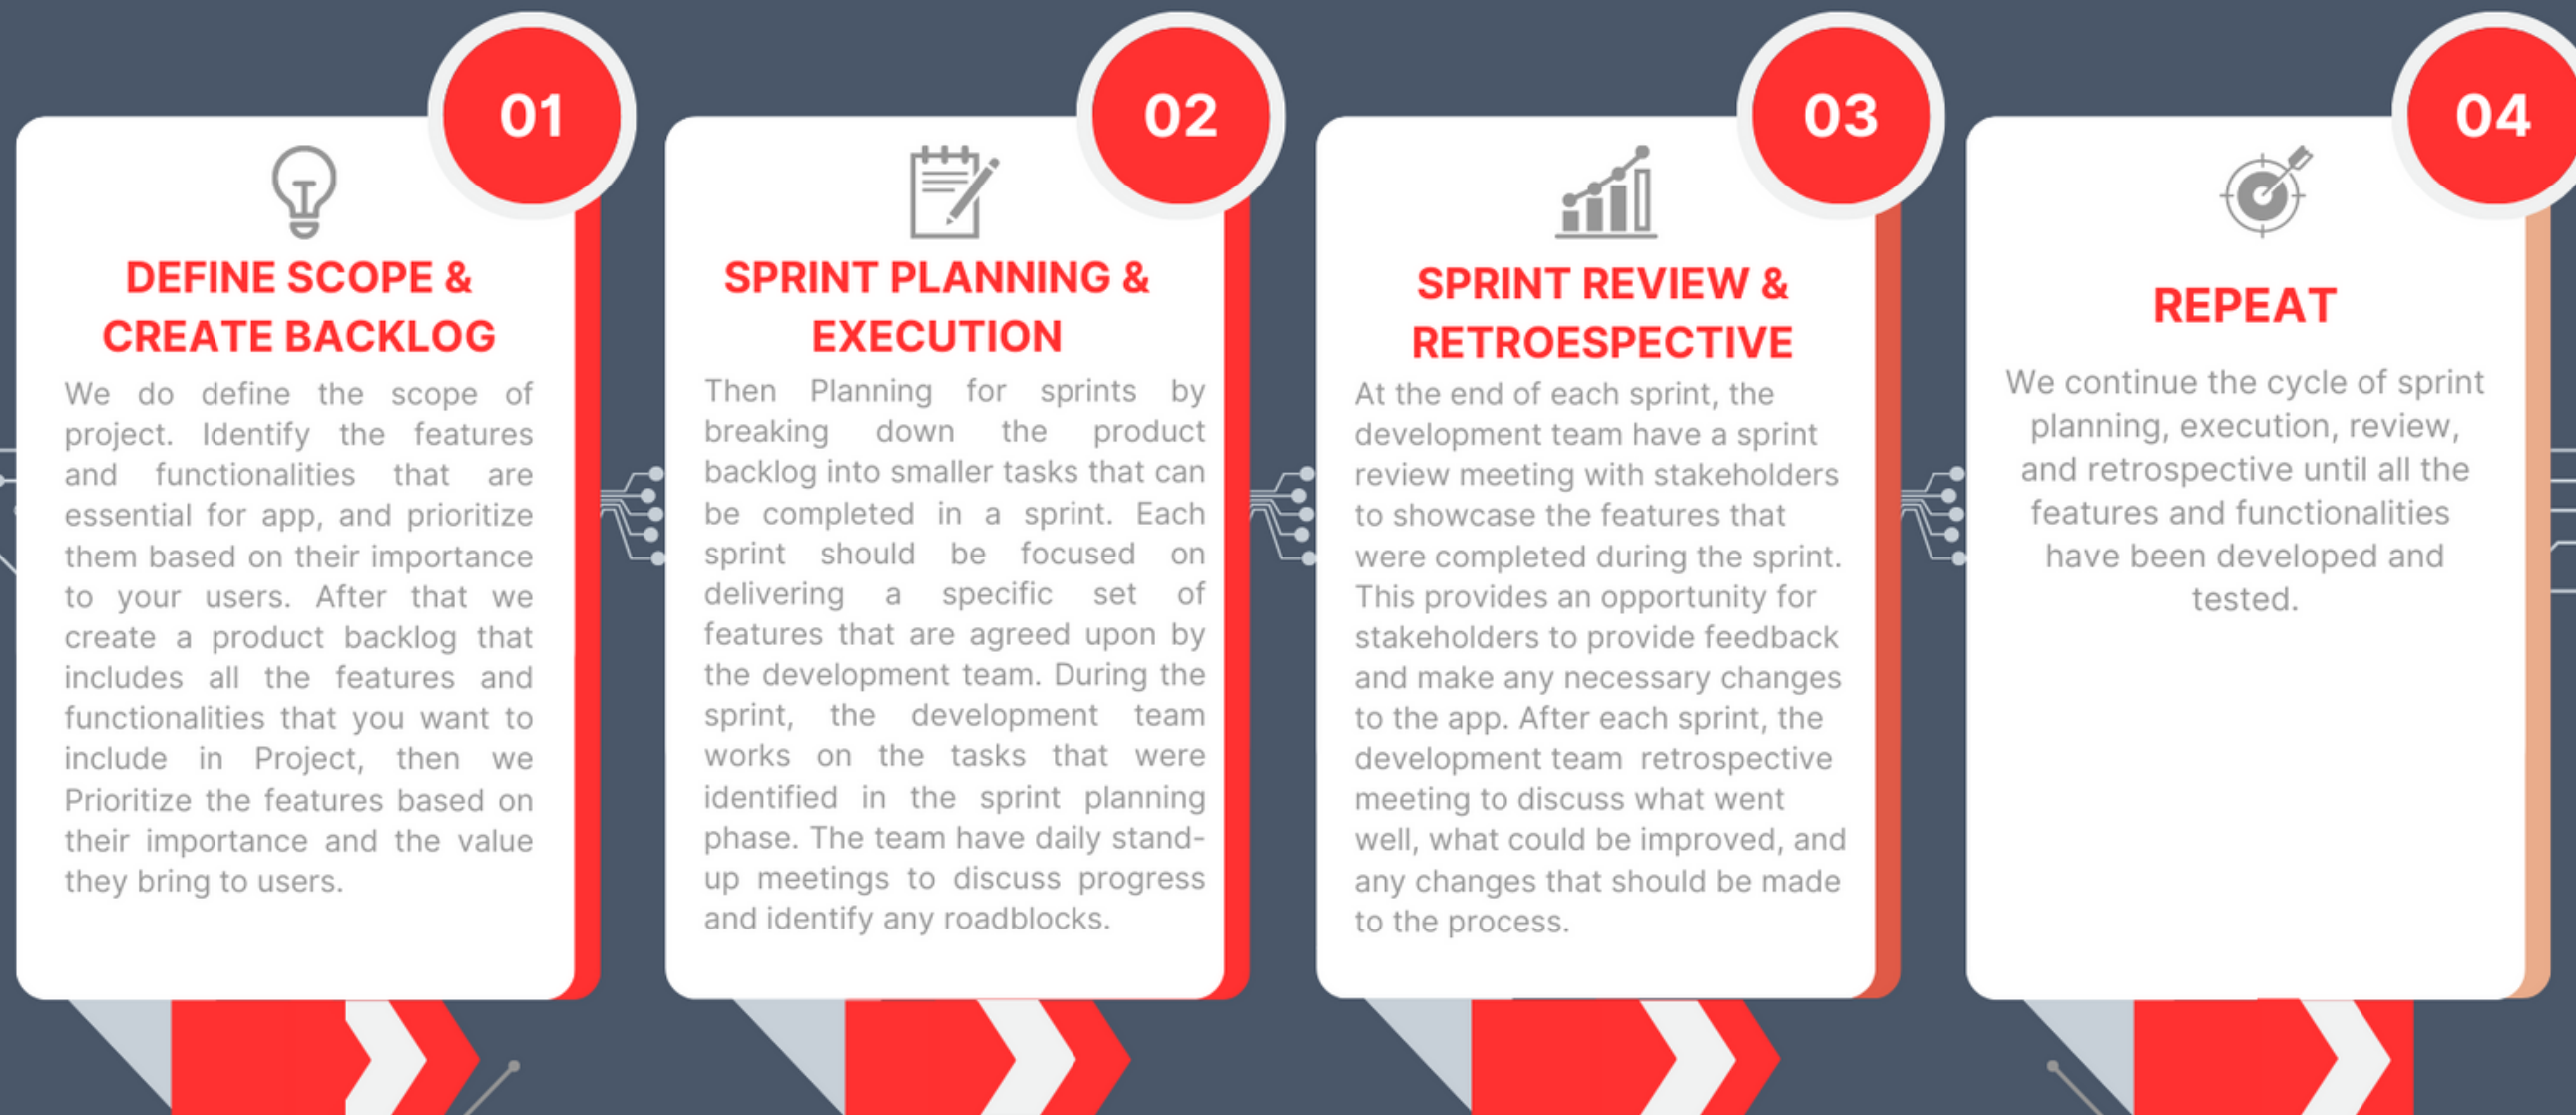 01
DEFINE SCOPE &
CREATE BACKLOG
We do define the scope of
project. Identify the features
and functionalities that are
essential for app, and prioritize
them based on their importance
to your users. After that we
create a product backlog that
includes all the features and
functionalities that you want to
include in Project, then we
Prioritize the features based on
their importance and the value
they bring to users.
02
SPRINT PLANNING &
EXECUTION
Then Planning for sprints by
breaking down the product
backlog into smaller tasks that can
be completed in a sprint. Each
sprint should be focused on
delivering a specific set of
features that are agreed upon by
the development team. During the
sprint, the development team
works on the tasks that were
identified in the sprint planning
phase. The team have daily stand-
up meetings to discuss progress
and identify any roadblocks.
03
SPRINT REVIEW &
RETROESPECTIVE
At the end of each sprint, the
development team have a sprint
review meeting with stakeholders
to showcase the features that
were completed during the sprint.
This provides an opportunity for
stakeholders to provide feedback
and make any necessary changes
to the app. After each sprint, the
development team retrospective
meeting to discuss what went
well, what could be improved, and
any changes that should be made
to the process.
04
REPEAT
We continue the cycle of sprint
planning, execution, review,
and retrospective until all the
features and functionalities
have been developed and
tested.